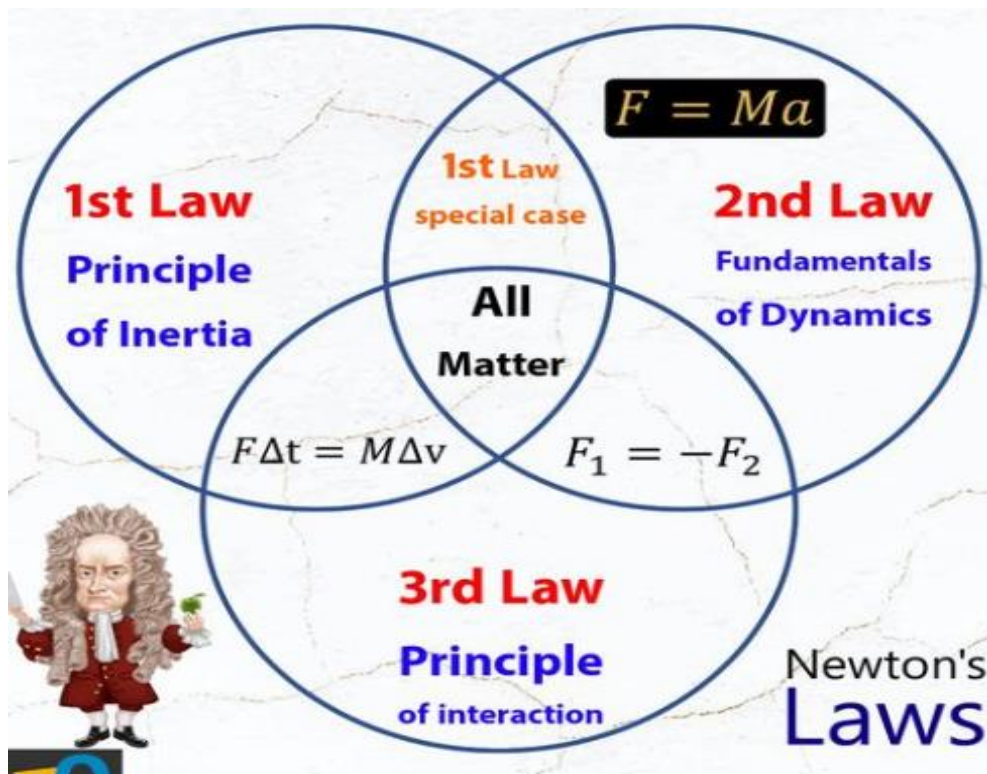 F = Ma
1st Law
special case
1st Law
Principle
of Inertia
2nd Law
Fundamentals
of Dynamics
All
Matter
FΔt = MΔv
F₁ = −F₂
3rd Law
Principle
of interaction
Newton's
Laws